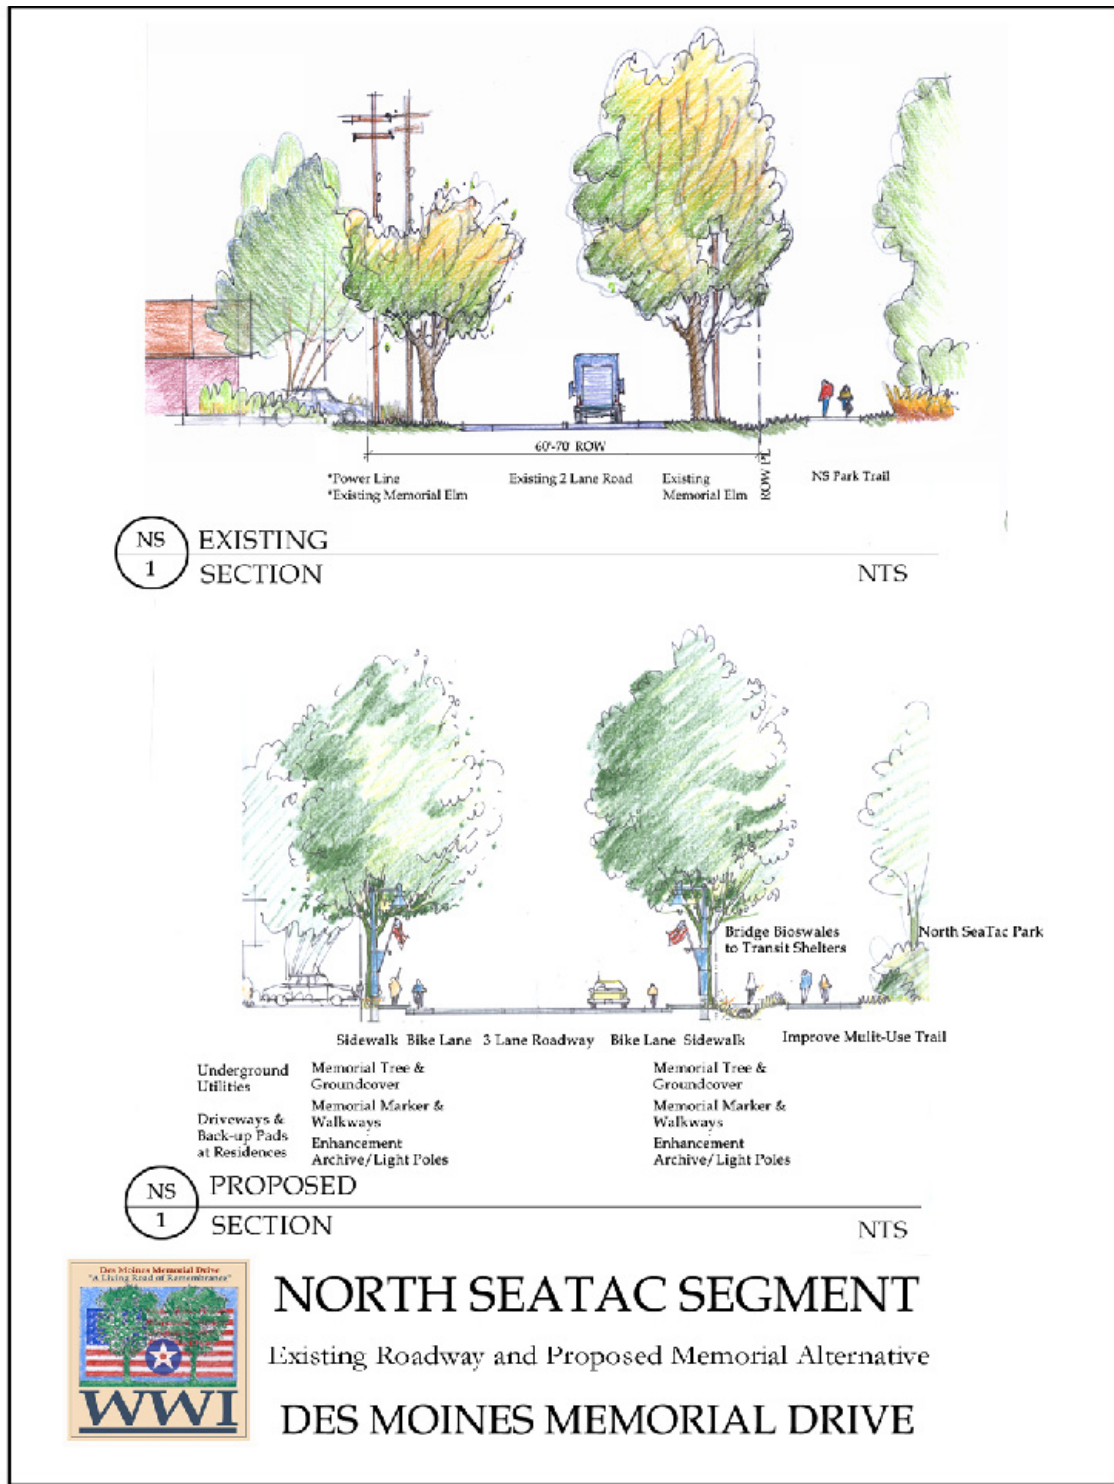 60'-70' ROW
*Power Line
*Existing Memorial Elm
Existing 2 Lane Road
Existing
Memorial Elm
ROW PL
NS Park Trail
NS
1
EXISTING
SECTION
NTS
Bridge Bioswales
to Transit Shelters
North SeaTac Park
Sidewalk Bike Lane 3 Lane Roadway Bike Lane Sidewalk
Improve Mulit-Use Trail
Underground
Utilities
Driveways &
Back-up Pads
at Residences
Memorial Tree &
Groundcover
Memorial Marker &
Walkways
Enhancement
Archive/Light Poles
Memorial Tree &
Groundcover
Memorial Marker &
Walkways
Enhancement
Archive/Light Poles
NS
1
PROPOSED
SECTION
NTS
Des Moines Memorial Drive
"A Living Road of Remembrance"
WWI
NORTH SEATAC SEGMENT
Existing Roadway and Proposed Memorial Alternative
DES MOINES MEMORIAL DRIVE